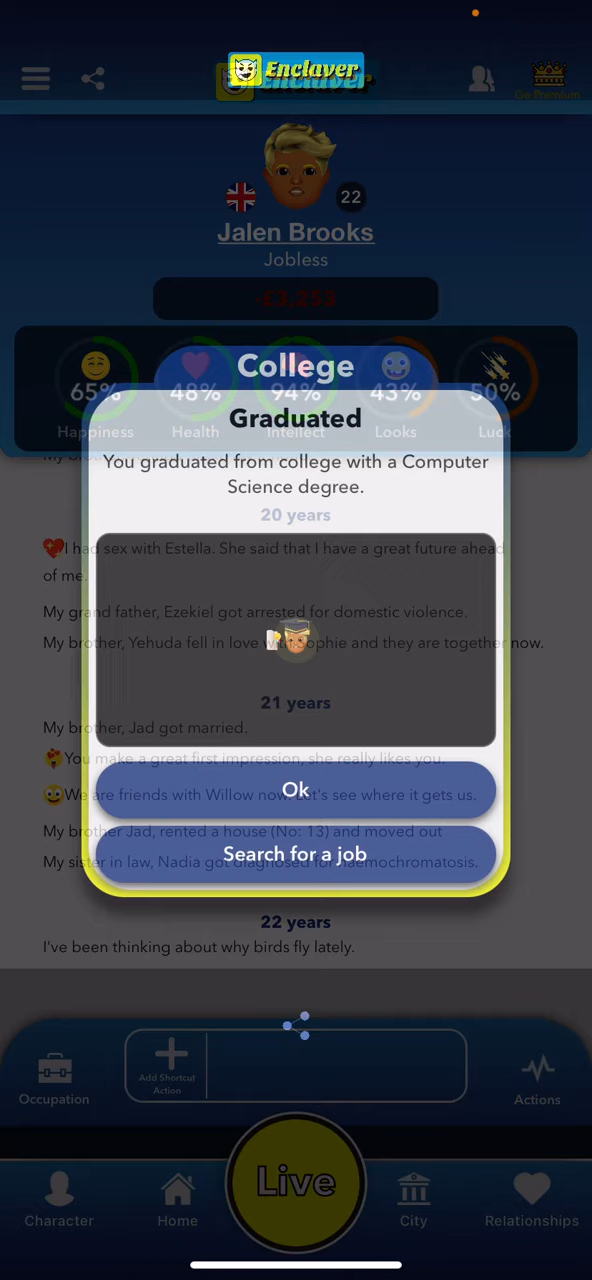 Enclaver
Go Premium
22
Jalen Brooks
Jobless
-£3,253
College
65%
48%
94%
43%
50%
Happiness
Health
Intellect
Looks
Luck
Graduated
You graduated from college with a Computer
Science degree.
20 years
I had sex with Estella. She said that I have a great future ahead
of me.
My grand father, Ezekiel got arrested for domestic violence.
My brother, Yehuda fell in love with Sophie and they are together now.
21 years
My brother, Jad got married.
You make a great first impression, she really likes you.
Ok
We are friends with Willow now. Let's see where it gets us.
My brother Jad, rented a house (No: 13) and moved out
Search for a job
My sister in law, Nadia got diagnosed for haemochromatosis.
22 years
I've been thinking about why birds fly lately.
Occupation
Add Shortcut
Action
Actions
Live
Character
Home
City
Relationships